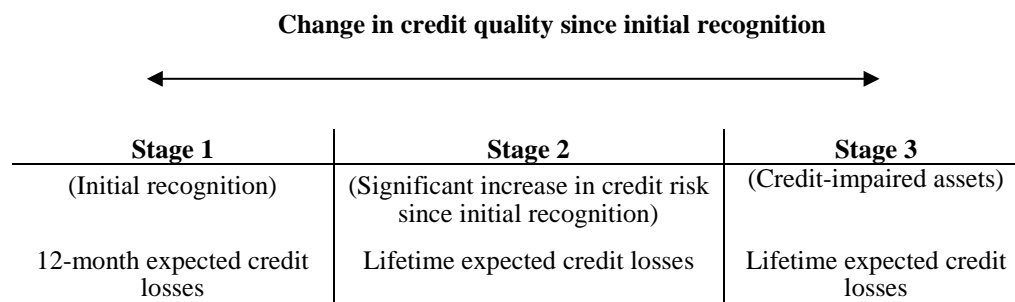 Change in credit quality since initial recognition
Stage 1
Stage 2
Stage 3
(Initial recognition)
(Significant increase in credit risk
since initial recognition)
(Credit-impaired assets)
12-month expected credit
losses
Lifetime expected credit losses
Lifetime expected credit
losses